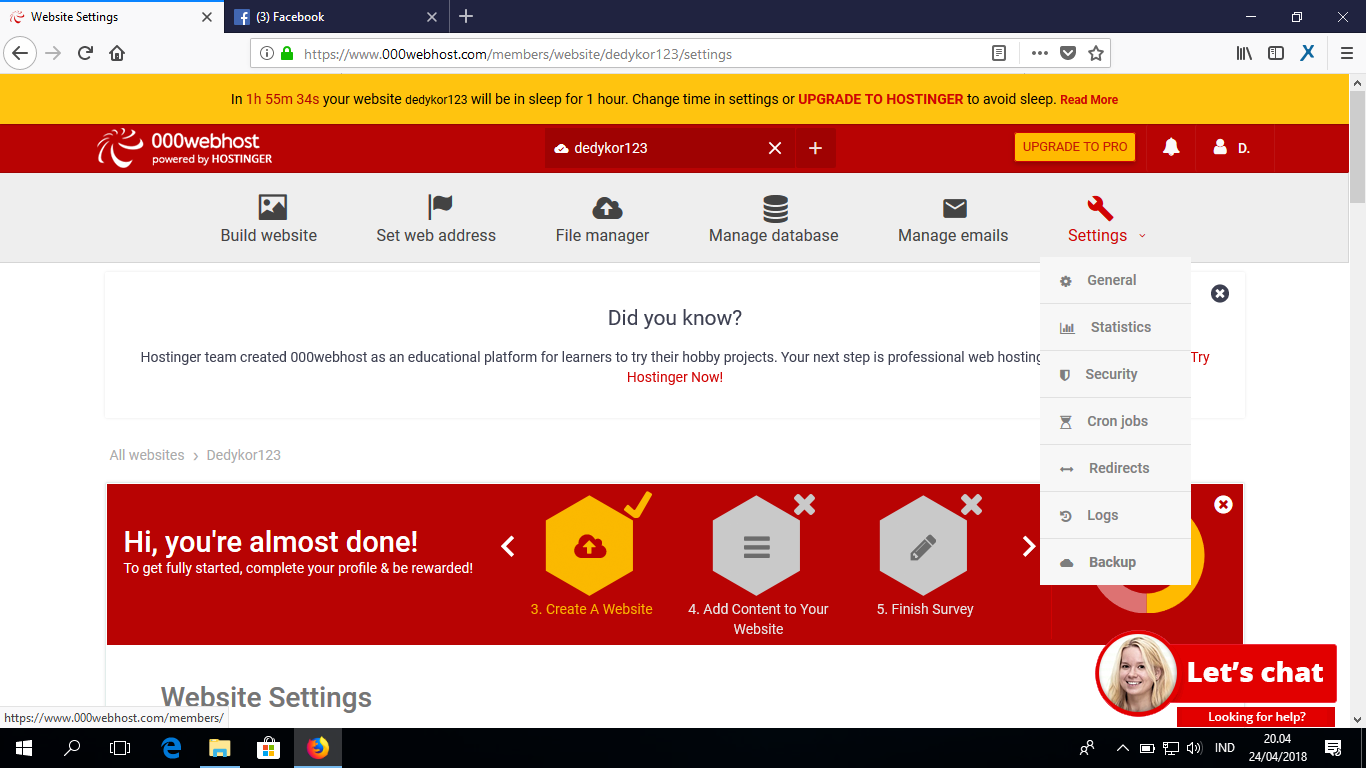 Website Settings
(3) Facebook
https://www.000webhost.com/members/website/dedykor123/settings
In 1h 55m 34s your website dedykor123 will be in sleep for 1 hour. Change time in settings or UPGRADE TO HOSTINGER to avoid sleep. Read More
000webhost
powered by HOSTINGER
dedykor123
UPGRADE TO PRO
D.
Build website
Set web address
File manager
Manage database
Manage emails
Settings
General
Statistics
Security
Cron jobs
Redirects
Logs
Backup
Did you know?
Hostinger team created 000webhost as an educational platform for learners to try their hobby projects. Your next step is professional web hosting Try
Hostinger Now!
All websites > Dedykor123
Hi, you're almost done!
To get fully started, complete your profile & be rewarded!
3. Create A Website
4. Add Content to Your
Website
5. Finish Survey
Let's chat
Looking for help?
Website Settings
https://www.000webhost.com/members/
IND
20.04
24/04/2018